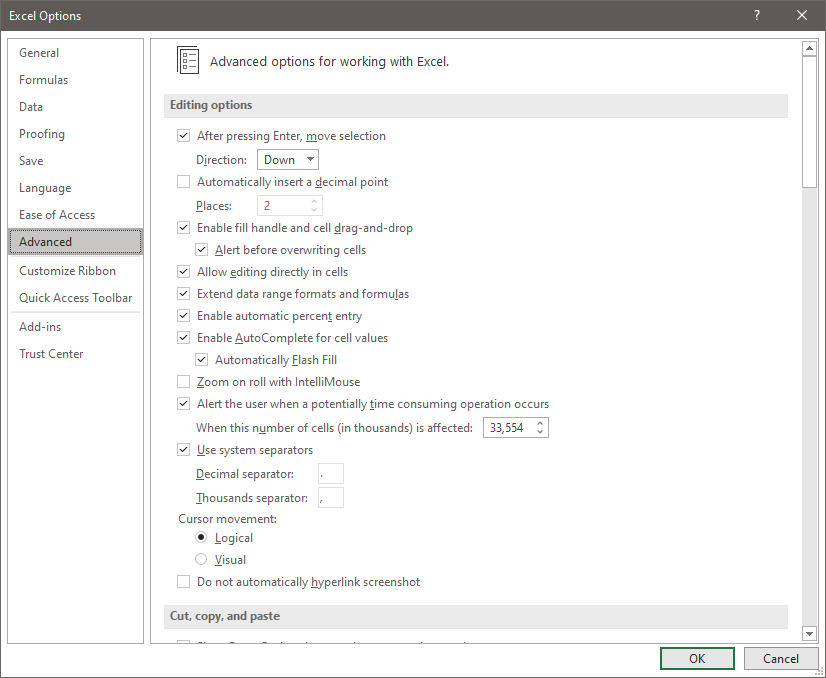 Excel Options
?
General
Formulas
Data
Proofing
Save
Language
Ease of Access
Advanced
Customize Ribbon
Quick Access Toolbar
Add-ins
Trust Center
Advanced options for working with Excel.
Editing options
After pressing Enter, move selection
Direction: Down
Automatically insert a decimal point
Places: 2
Enable fill handle and cell drag-and-drop
Alert before overwriting cells
Allow editing directly in cells
Extend data range formats and formulas
Enable automatic percent entry
Enable AutoComplete for cell values
Automatically Flash Fill
Zoom on roll with IntelliMouse
Alert the user when a potentially time consuming operation occurs
When this number of cells (in thousands) is affected: 33,554
Use system separators
Decimal separator: .
Thousands separator: ,
Cursor movement:
Logical
Visual
Do not automatically hyperlink screenshot
Cut, copy, and paste
OK
Cancel